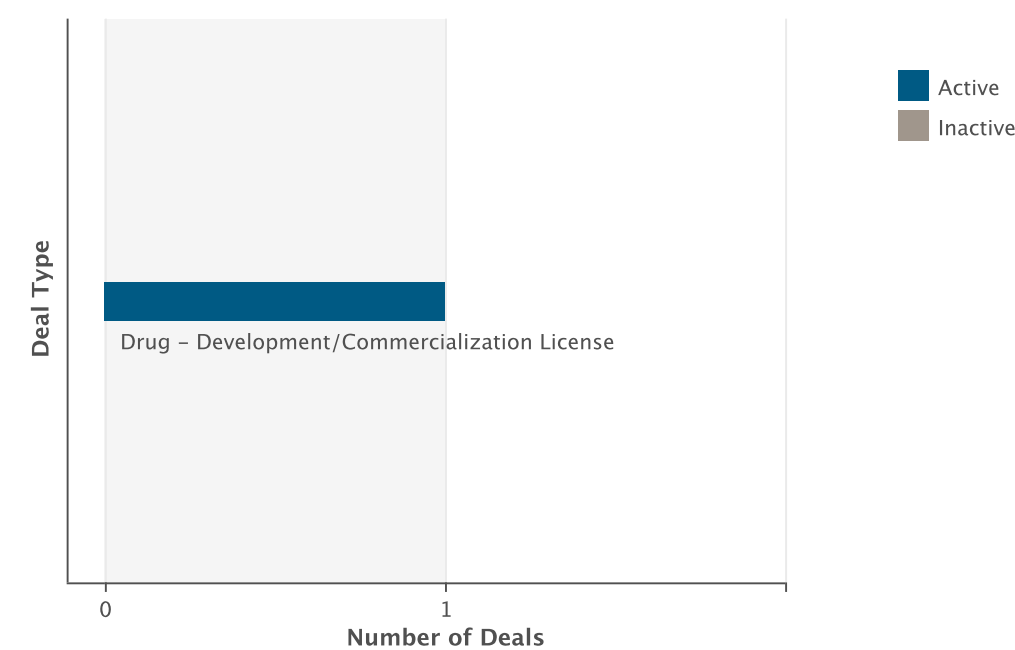 Active
Inactive
Deal Type
Drug – Development/Commercialization License
0
1
Number of Deals